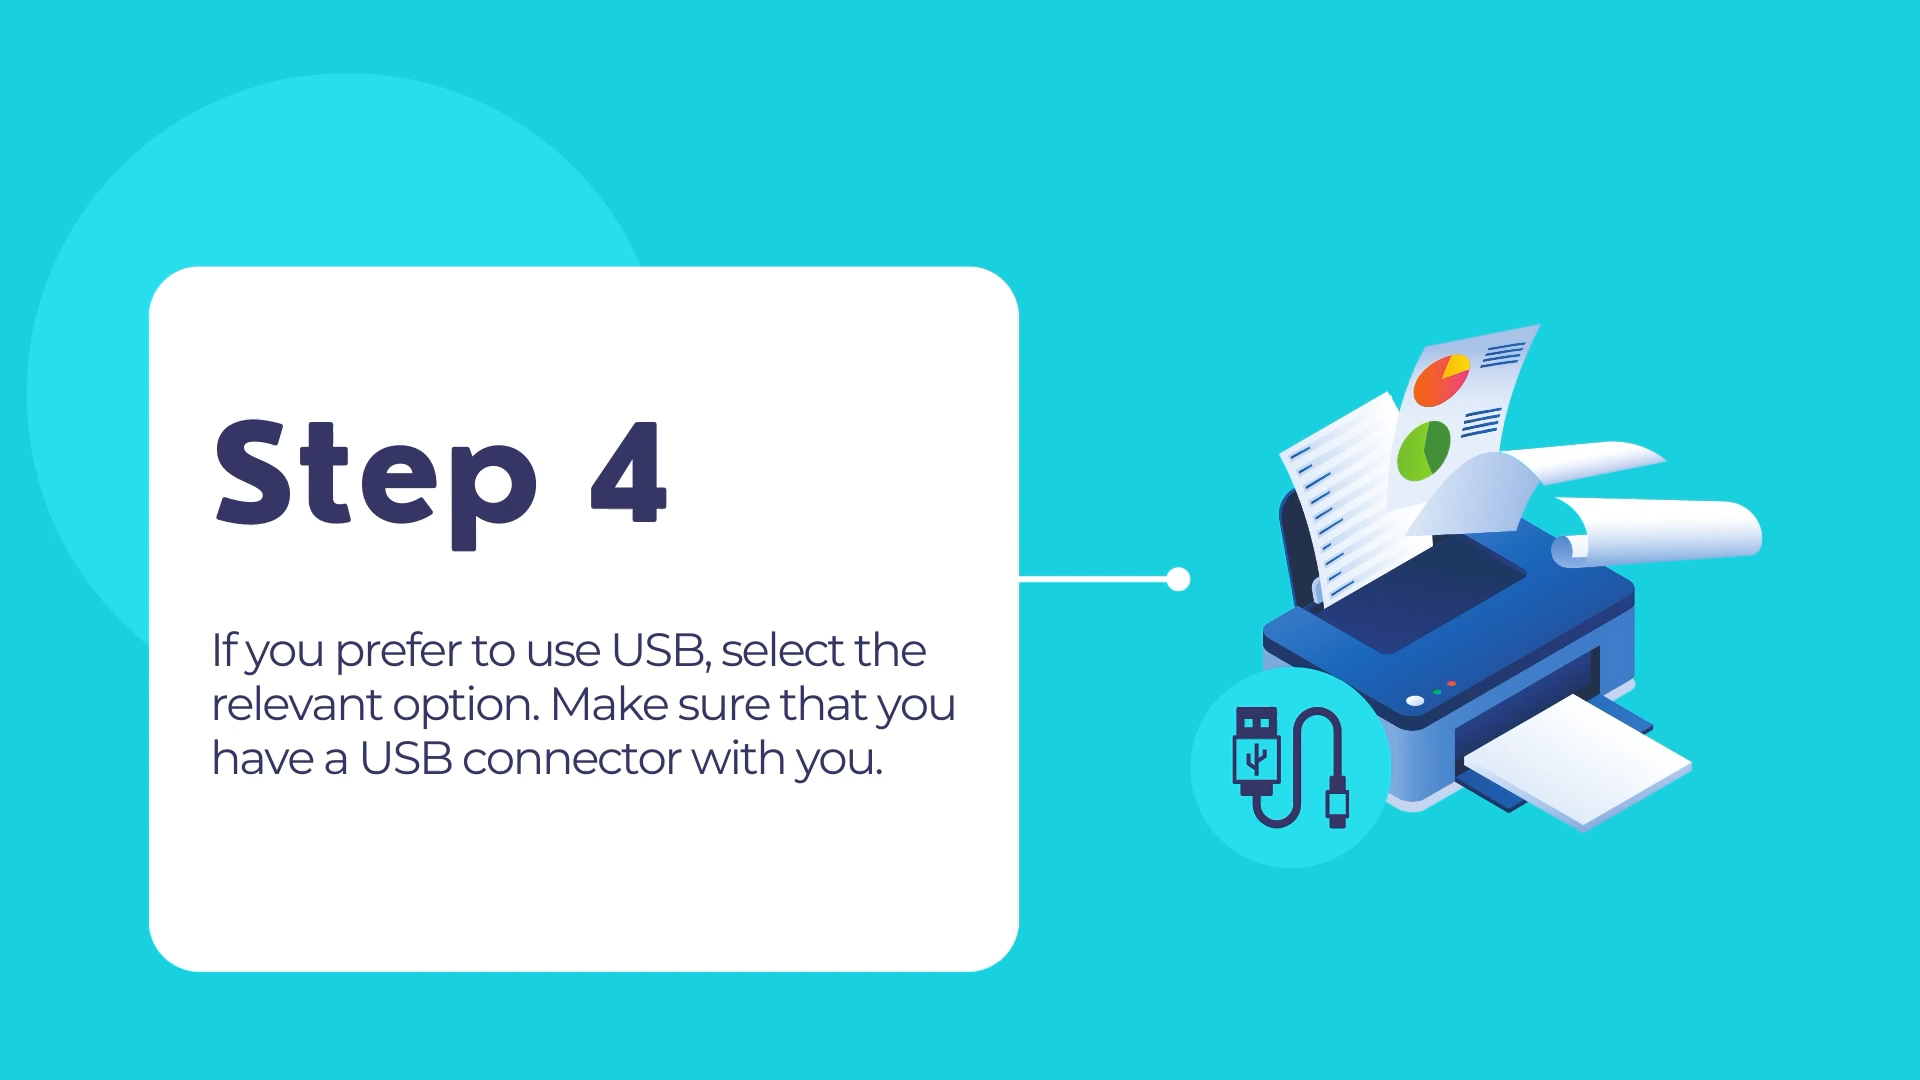 Step 4
If you prefer to use USB, select the
relevant option. Make sure that you
have a USB connector with you.